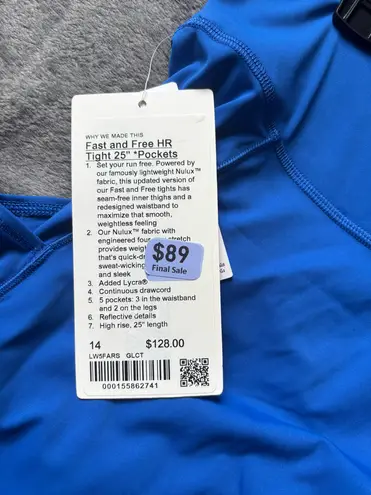 WHY WE MADE THIS
Fast and Free HR
Tight 25" *Pockets
1. Set your run free. Powered by
our famously lightweight Nulux™
fabric, this updated version of
our Fast and Free tights has
seam-free inner thighs and a
redesigned waistband to
maximize that smooth,
weightless feeling
2. Our Nulux™ fabric with
engineered stretch
provides
that's
sweat-wicking
and sleek
$89
Final Sale
3. Added Lycra®
4. Continuous drawcord
5. 5 pockets: 3 in the waistband
and 2 on the legs
6. Reflective details
7. High rise, 25" length
14 $128.00
LW5FARS GLCT
000155862741